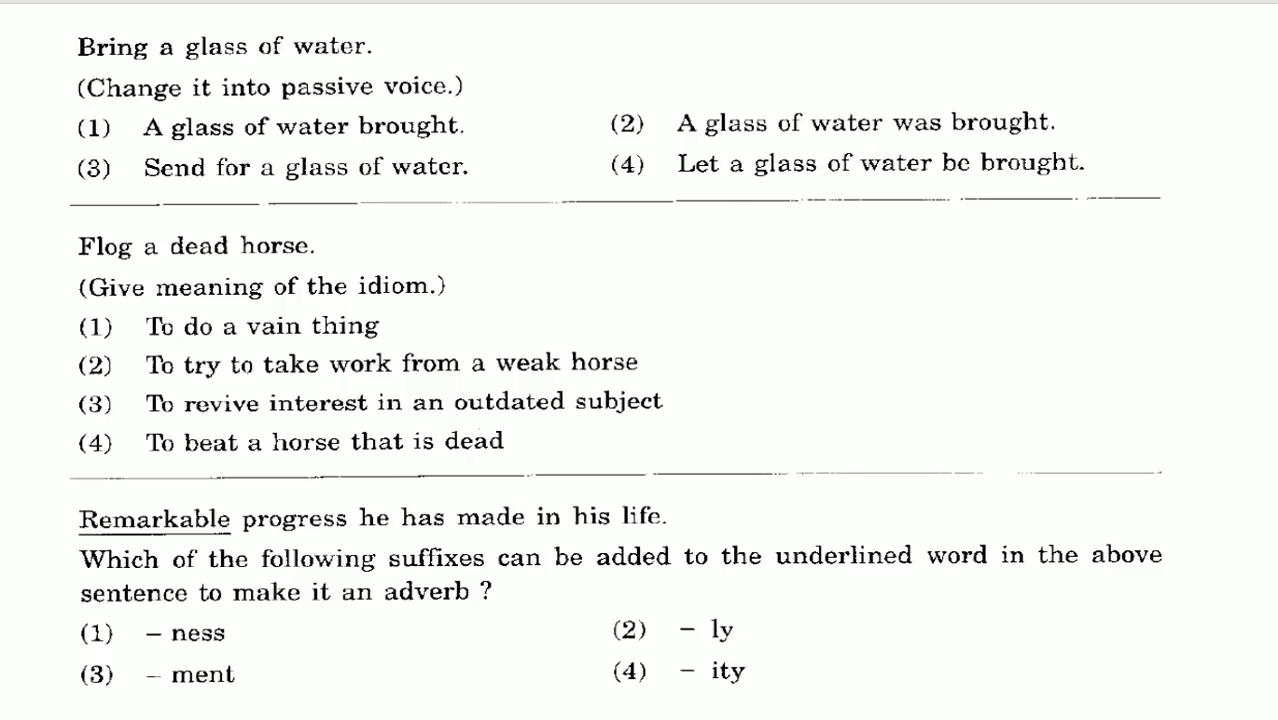 Bring a glass of water.
(Change it into passive voice.)
(1) A glass of water brought.
(2) A glass of water was brought.
(3) Send for a glass of water.
(4) Let a glass of water be brought.
Flog a dead horse.
(Give meaning of the idiom.)
(1) To do a vain thing
(2) To try to take work from a weak horse
(3) To revive interest in an outdated subject
(4) To beat a horse that is dead
Remarkable progress he has made in his life.
Which of the following suffixes can be added to the underlined word in the above
sentence to make it an adverb ?
(1) – ness
(2) – ly
(3) – ment
(4) – ity